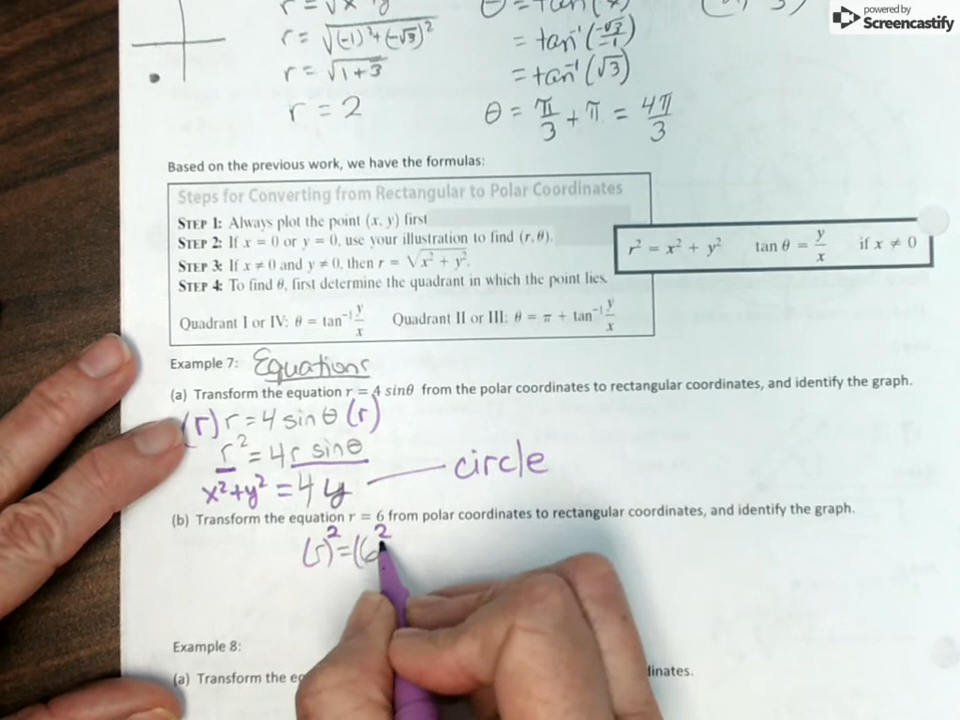 powered by
Screencastify
r = √(-1)² + (-√3)²
= tan⁻¹(-√3/-1)
r = √1+3
= tan⁻¹(√3)
r = 2
θ = π/3 + π = 4π/3
Based on the previous work, we have the formulas:
Steps for Converting from Rectangular to Polar Coordinates
STEP 1: Always plot the point (x, y) first
STEP 2: If x = 0 or y = 0, use your illustration to find (r, θ).
STEP 3: If x ≠ 0 and y ≠ 0, then r = √x² + y².
STEP 4: To find θ, first determine the quadrant in which the point lies.
Quadrant I or IV: θ = tan⁻¹ y/x Quadrant II or III: θ = π + tan⁻¹ y/x
r² = x² + y² tan θ = y/x if x ≠ 0
Example 7: Equations
(a) Transform the equation r = 4 sinθ from the polar coordinates to rectangular coordinates, and identify the graph.
(r) r = 4 sin θ (r)
r² = 4r sinθ
x²+y² = 4y circle
(b) Transform the equation r = 6 from polar coordinates to rectangular coordinates, and identify the graph.
(r)² = (6²
Example 8:
(a) Transform the